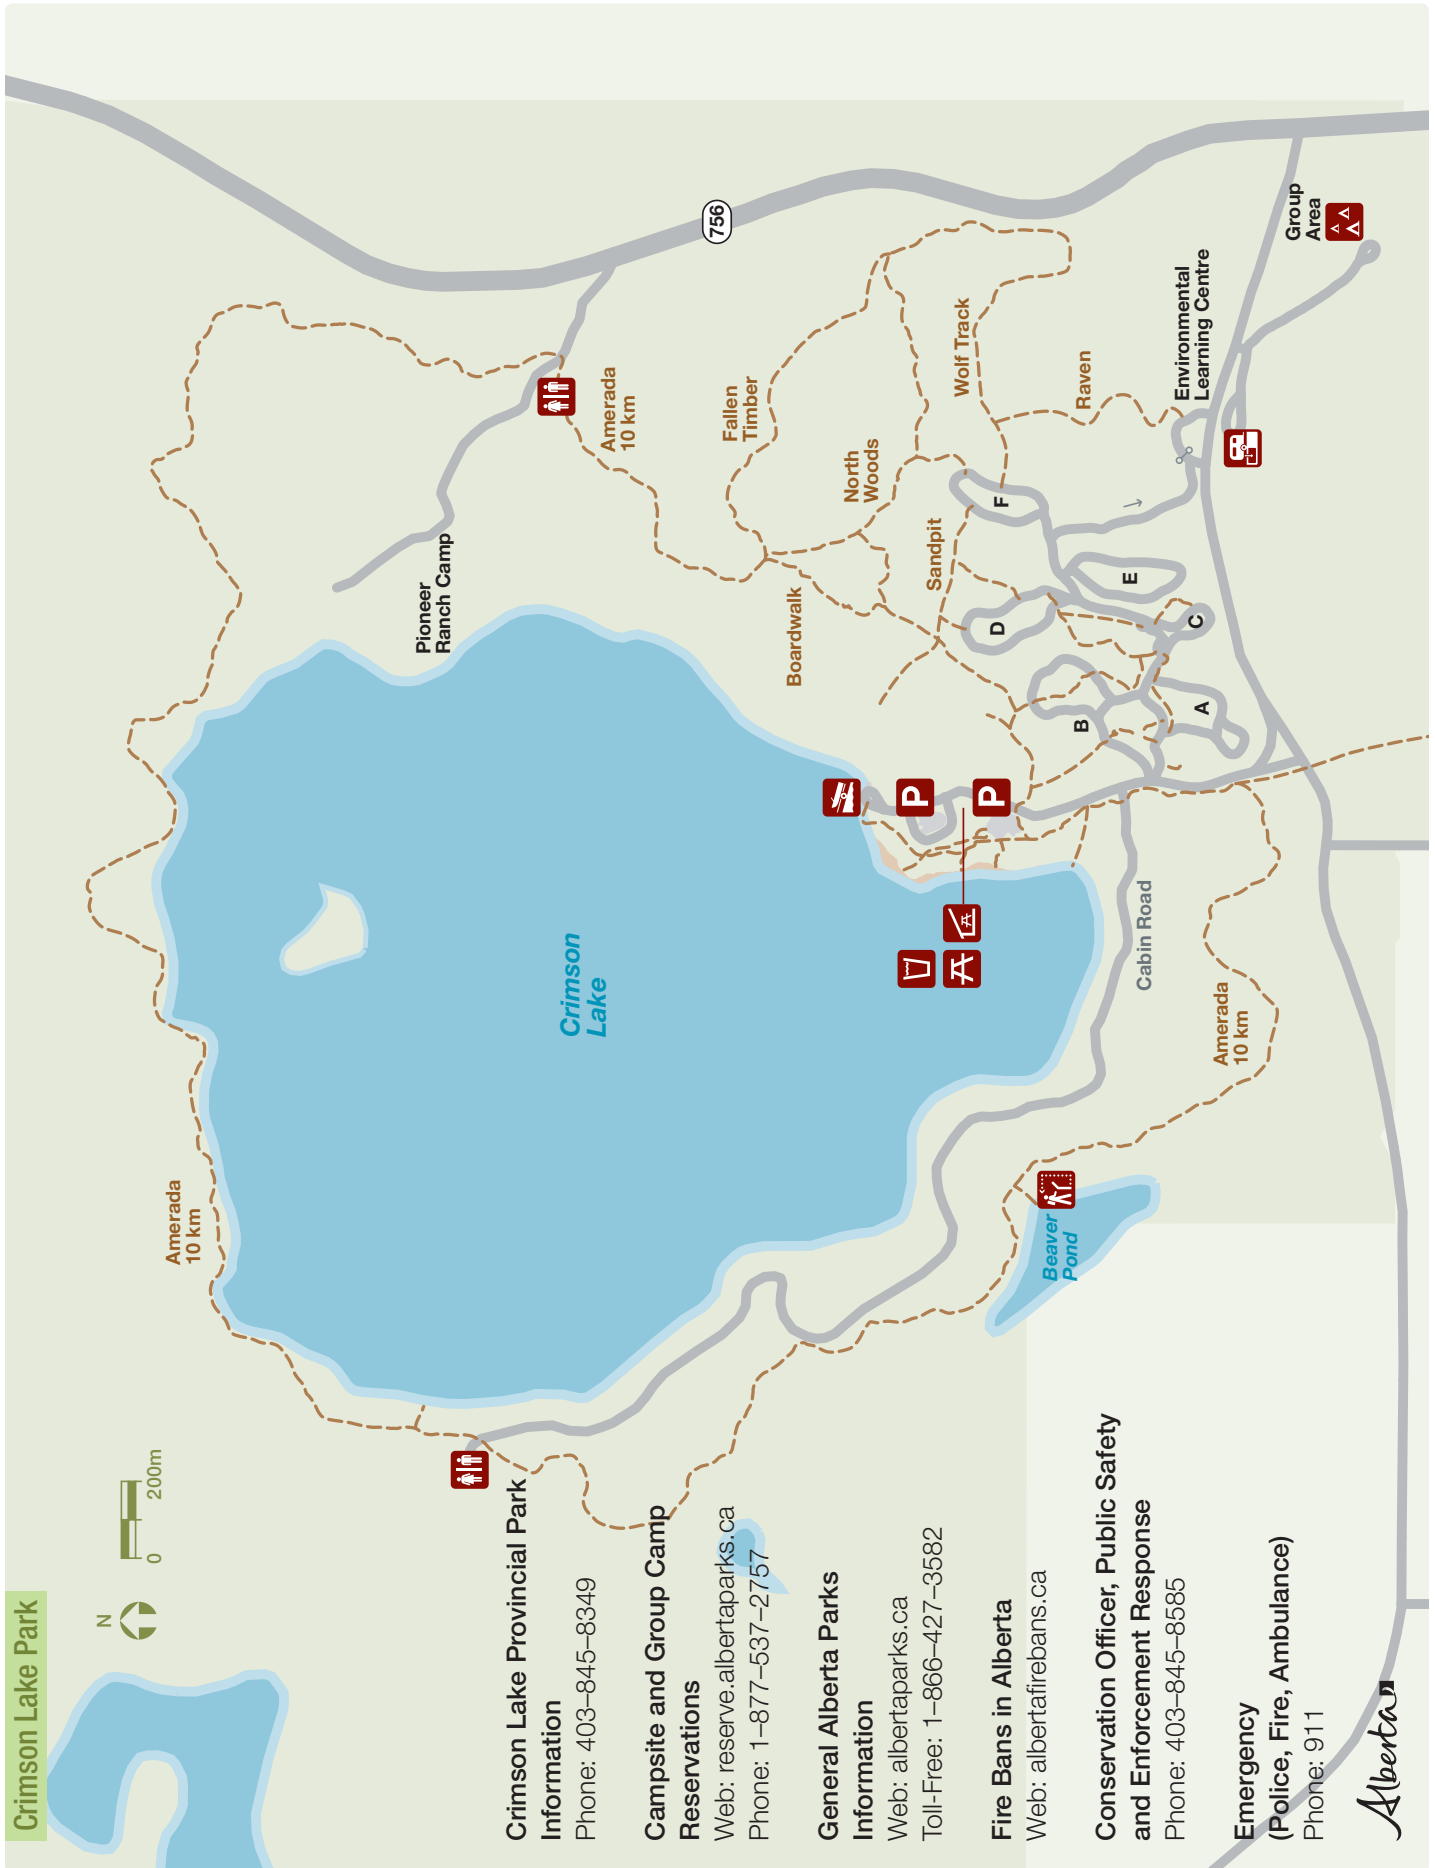 Crimson Lake Park
N
0 200m
Crimson Lake Provincial Park
Information
Phone: 403–845–8349
Campsite and Group Camp
Reservations
Web: reserve.albertaparks.ca
Phone: 1–877–537–2757
General Alberta Parks
Information
Web: albertaparks.ca
Toll-Free: 1–866–427–3582
Fire Bans in Alberta
Web: albertafirebans.ca
Conservation Officer, Public Safety
and Enforcement Response
Phone: 403–845–8585
Emergency
(Police, Fire, Ambulance)
Phone: 911
Alberta
Amerada
10 km
Crimson
Lake
Beaver
Pond
Amerada
10 km
Cabin Road
P
P
Pioneer
Ranch Camp
Boardwalk
Amerada
10 km
Fallen
Timber
North
Woods
Sandpit
Wolf Track
Raven
A
B
C
D
E
F
Environmental
Learning Centre
Group
Area
756